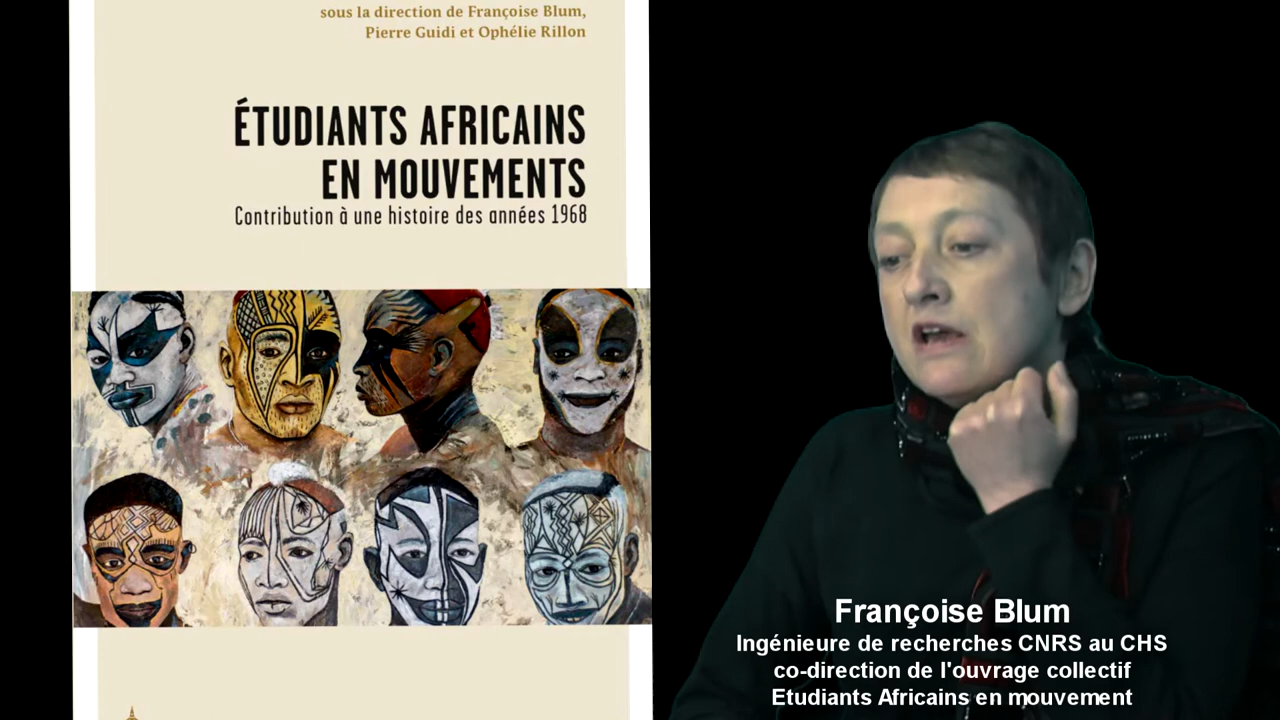 sous la direction de Françoise Blum,
Pierre Guidi et Ophélie Rillon
ÉTUDIANTS AFRICAINS
EN MOUVEMENTS
Contribution à une histoire des années 1968
Françoise Blum
Ingénieure de recherches CNRS au CHS
co-direction de l'ouvrage collectif
Etudiants Africains en mouvement